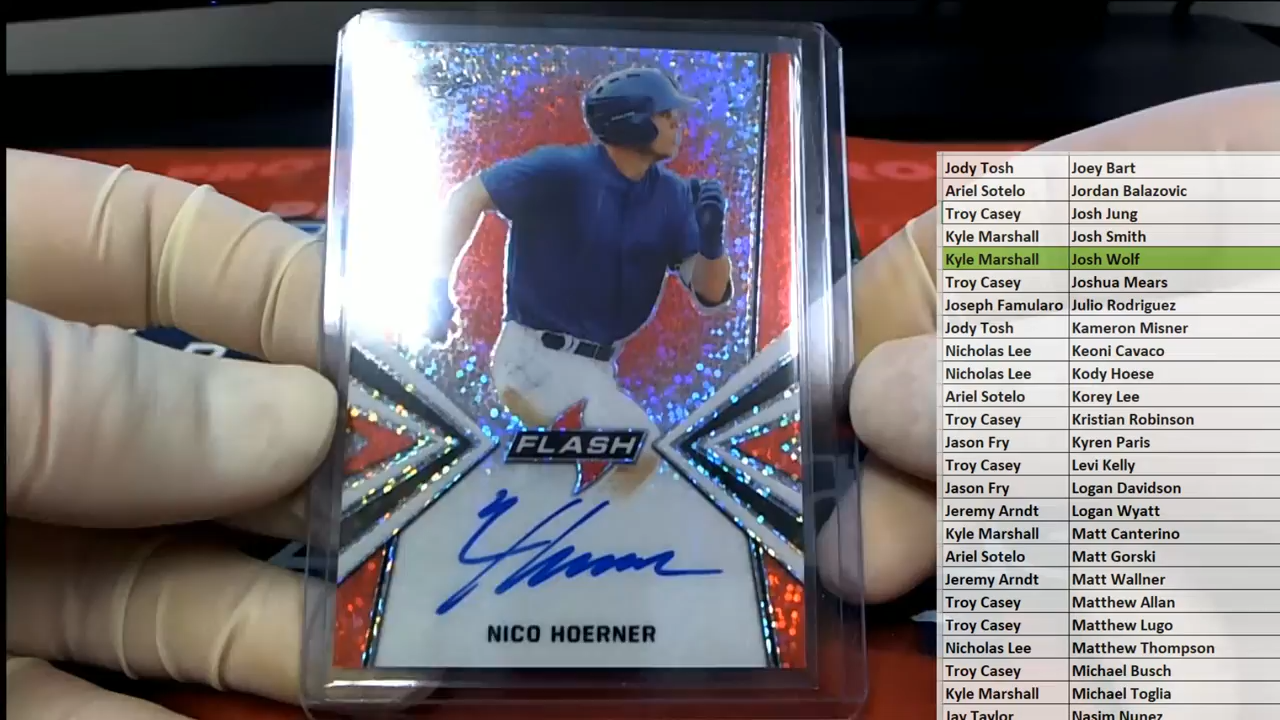 FLASH
NICO HOERNER
Jody Tosh Joey Bart
Ariel Sotelo Jordan Balazovic
Troy Casey Josh Jung
Kyle Marshall Josh Smith
Kyle Marshall Josh Wolf
Troy Casey Joshua Mears
Joseph Famularo Julio Rodriguez
Jody Tosh Kameron Misner
Nicholas Lee Keoni Cavaco
Nicholas Lee Kody Hoese
Ariel Sotelo Korey Lee
Troy Casey Kristian Robinson
Jason Fry Kyren Paris
Troy Casey Levi Kelly
Jason Fry Logan Davidson
Jeremy Arndt Logan Wyatt
Kyle Marshall Matt Canterino
Ariel Sotelo Matt Gorski
Jeremy Arndt Matt Wallner
Troy Casey Matthew Allan
Troy Casey Matthew Lugo
Nicholas Lee Matthew Thompson
Troy Casey Michael Busch
Kyle Marshall Michael Toglia
Jay Taylor Nasim Nunez